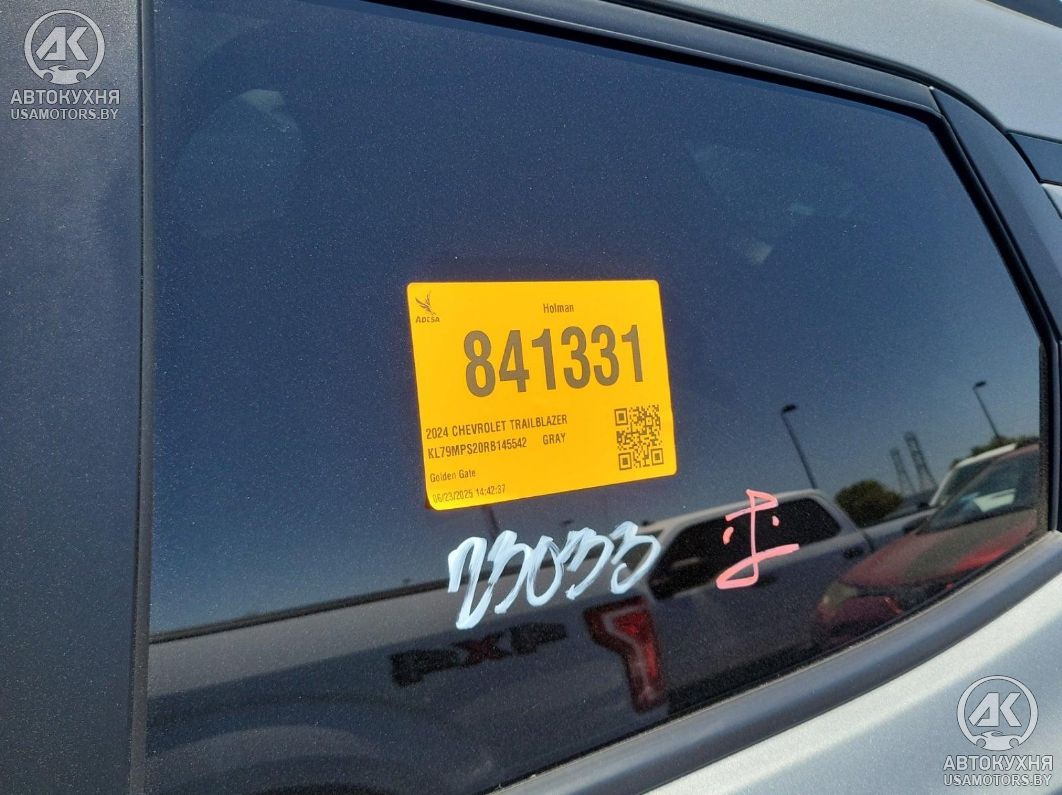 АВТОКУХНЯ
USAMOTORS.BY
ADESA
Holman
841331
2024 CHEVROLET TRAILBLAZER
KL79MPS20RB145542 GRAY
Golden Gate
06/23/2025 14:42:37
23033
АВТОКУХНЯ
USAMOTORS.BY